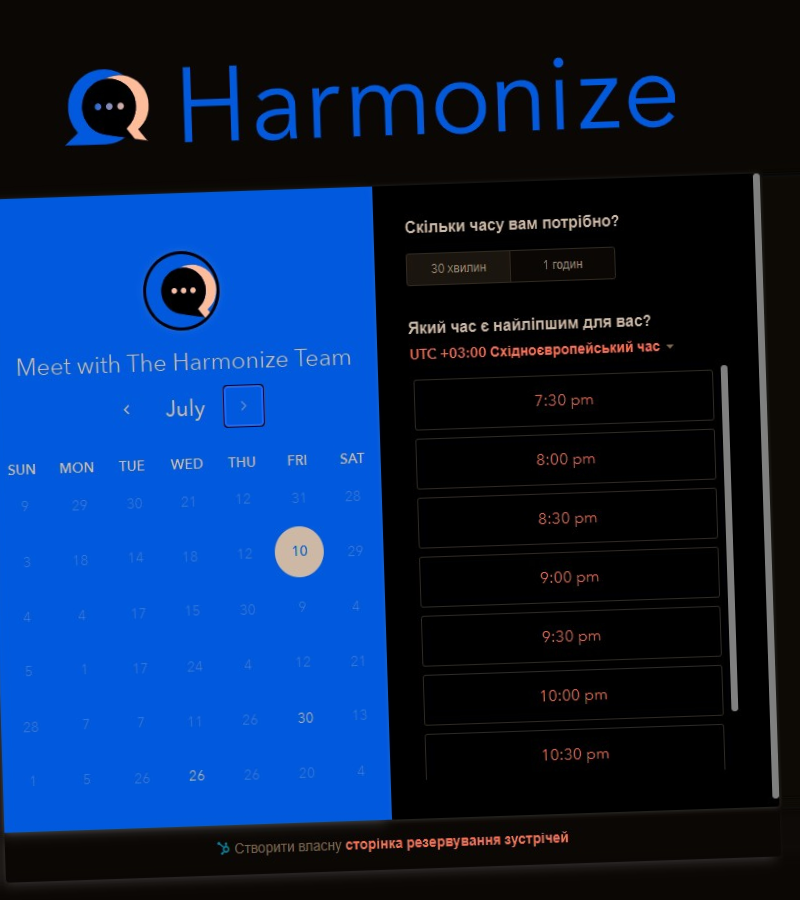 Harmonize
Meet with The Harmonize Team
July
SUN MON TUE WED THU FRI SAT
9 29 30 21 12 31 28
3 18 14 18 12 10 29
4 4 17 15 30 9 4
5 1 17 24 4 12 21
28 7 7 11 26 30 13
1 5 26 26 26 20 4
Скільки часу вам потрібно?
30 хвилин 1 годин
Який час є найліпшим для вас?
UTC +03:00 Східноєвропейський час
7:30 pm
8:00 pm
8:30 pm
9:00 pm
9:30 pm
10:00 pm
10:30 pm
Створити власну сторінка резервування зустрічей